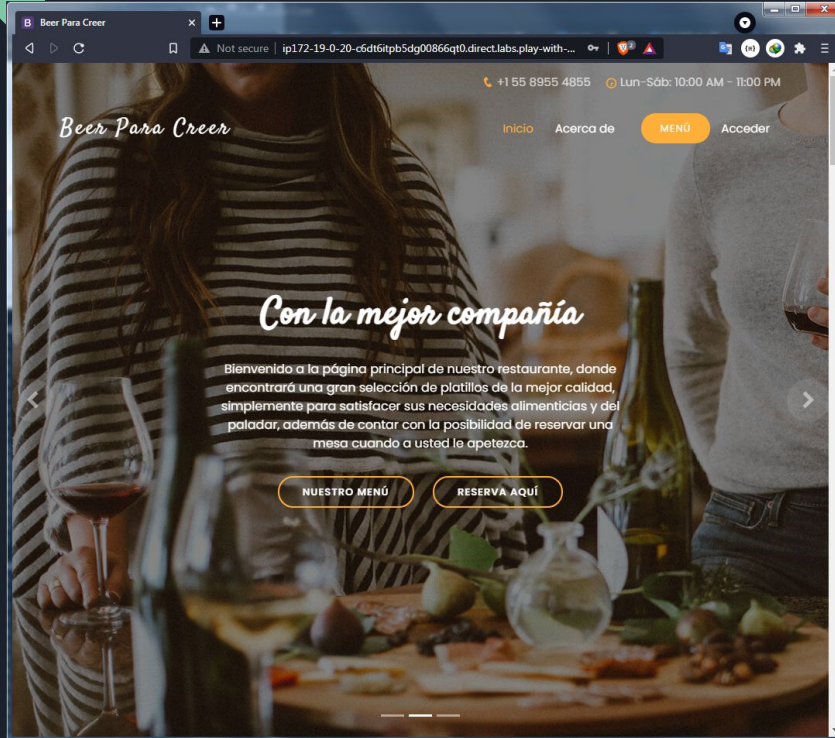 B Beer Para Creer
Not secure | ip172-19-0-20-c6dt6itpb5dg00866qt0.direct.labs.play-with-...
+1 55 8955 4855 Lun-Sáb: 10:00 AM - 11:00 PM
Beer Para Creer
Inicio Acerca de MENÚ Acceder
Con la mejor compañía
Bienvenido a la página principal de nuestro restaurante, donde
encontrará una gran selección de platillos de la mejor calidad,
simplemente para satisfacer sus necesidades alimenticias y del
paladar, además de contar con la posibilidad de reservar una
mesa cuando a usted le apetezca.
NUESTRO MENÚ RESERVA AQUÍ